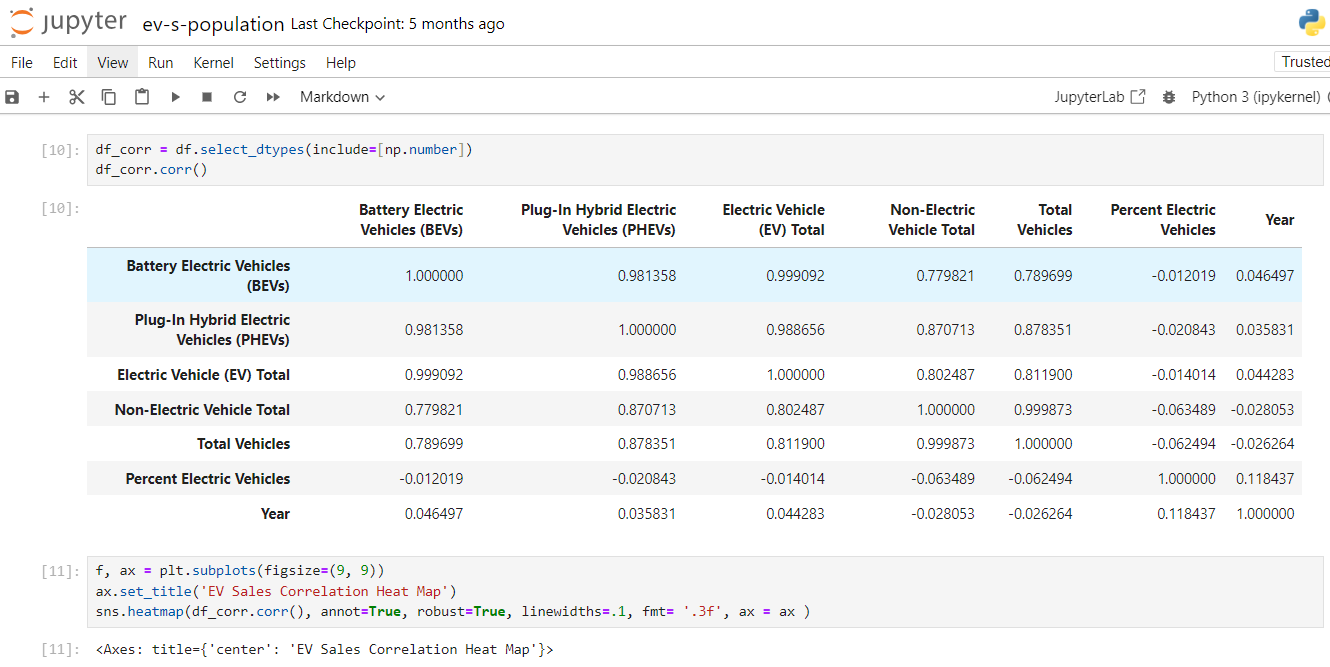 jupyter ev-s-population Last Checkpoint: 5 months ago
File Edit View Run Kernel Settings Help
Trusted
Markdown
JupyterLab Python 3 (ipykernel)
[10]: df_corr = df.select_dtypes(include=[np.number])
df_corr.corr()
[10]:
Battery Electric Vehicles (BEVs) Plug-In Hybrid Electric Vehicles (PHEVs) Electric Vehicle (EV) Total Non-Electric Vehicle Total Total Vehicles Percent Electric Vehicles Year
Battery Electric Vehicles (BEVs) 1.000000 0.981358 0.999092 0.779821 0.789699 -0.012019 0.046497
Plug-In Hybrid Electric Vehicles (PHEVs) 0.981358 1.000000 0.988656 0.870713 0.878351 -0.020843 0.035831
Electric Vehicle (EV) Total 0.999092 0.988656 1.000000 0.802487 0.811900 -0.014014 0.044283
Non-Electric Vehicle Total 0.779821 0.870713 0.802487 1.000000 0.999873 -0.063489 -0.028053
Total Vehicles 0.789699 0.878351 0.811900 0.999873 1.000000 -0.062494 -0.026264
Percent Electric Vehicles -0.012019 -0.020843 -0.014014 -0.063489 -0.062494 1.000000 0.118437
Year 0.046497 0.035831 0.044283 -0.028053 -0.026264 0.118437 1.000000
[11]: f, ax = plt.subplots(figsize=(9, 9))
ax.set_title('EV Sales Correlation Heat Map')
sns.heatmap(df_corr.corr(), annot=True, robust=True, linewidths=.1, fmt= '.3f', ax = ax )
[11]: <Axes: title={'center': 'EV Sales Correlation Heat Map'}>